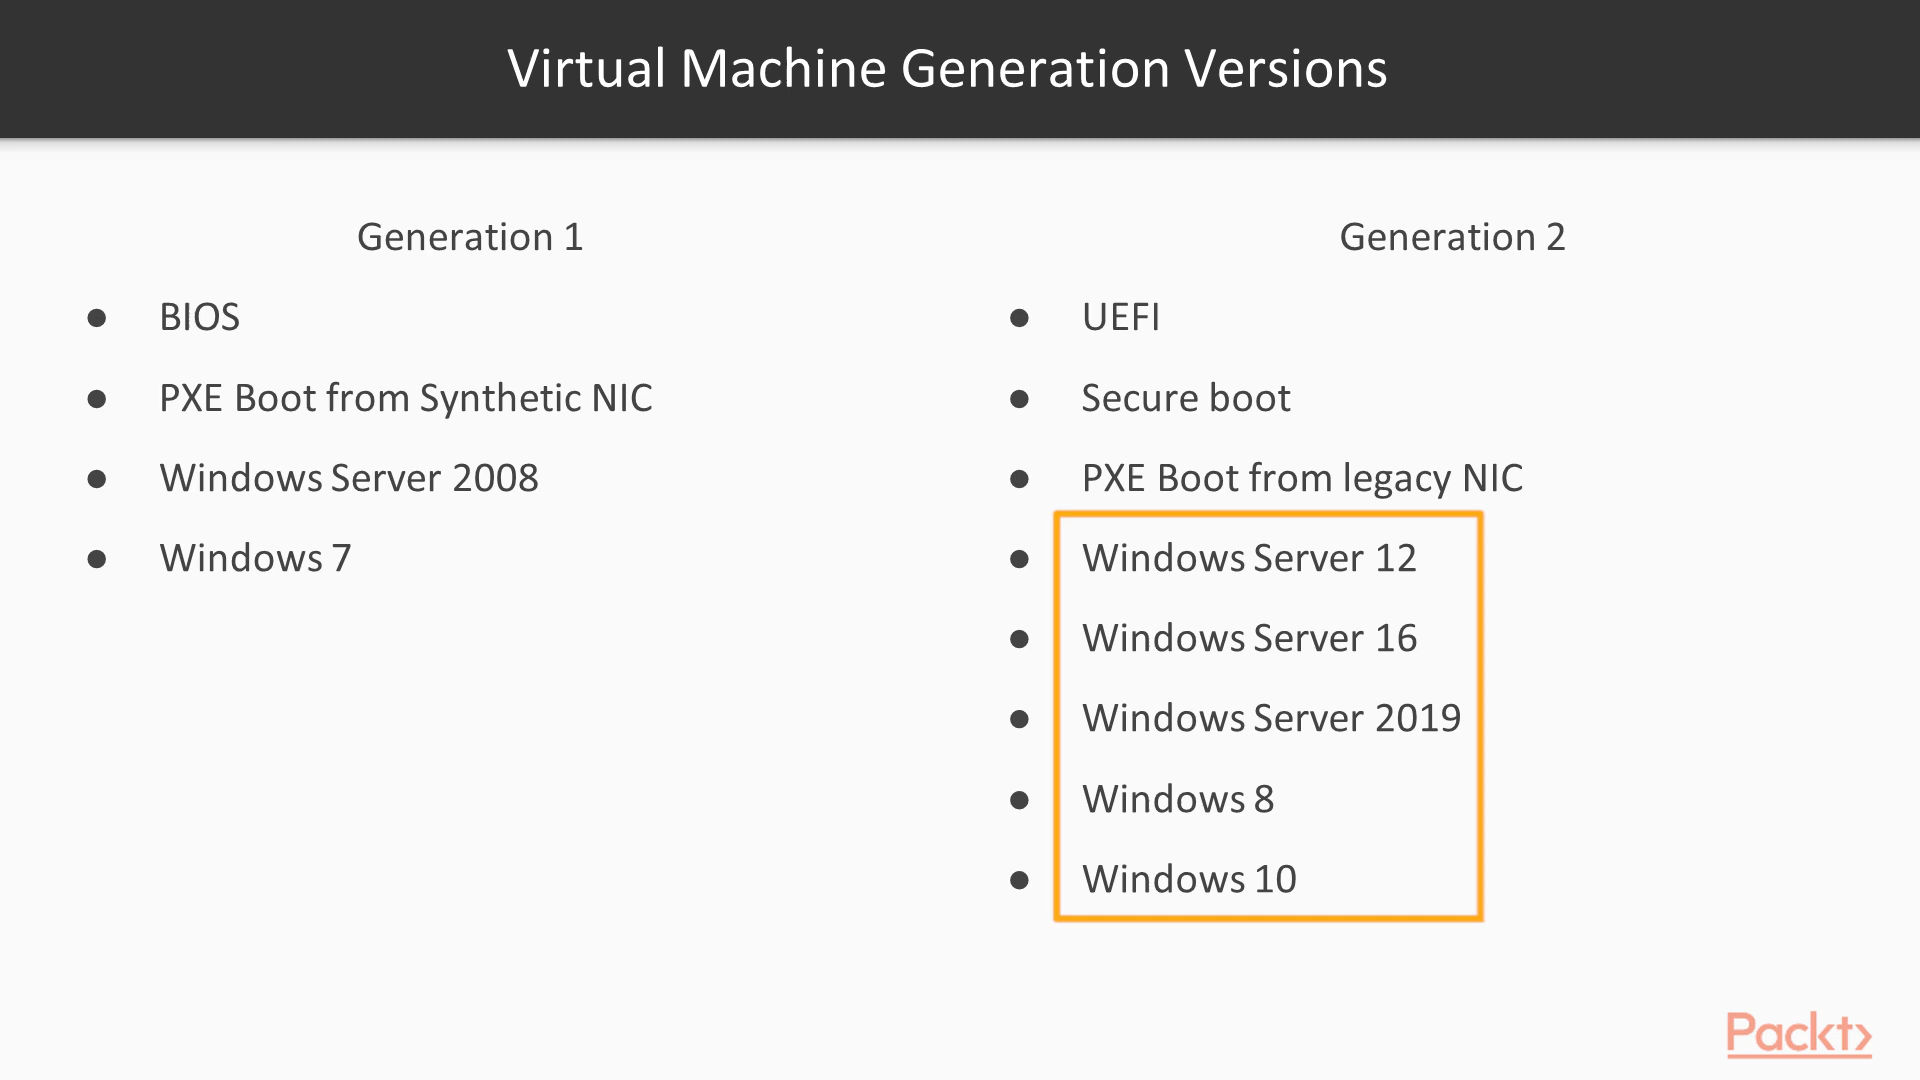 Virtual Machine Generation Versions
Generation 1
● BIOS
● PXE Boot from Synthetic NIC
● Windows Server 2008
● Windows 7
Generation 2
● UEFI
● Secure boot
● PXE Boot from legacy NIC
● Windows Server 12
● Windows Server 16
● Windows Server 2019
● Windows 8
● Windows 10
Packt>